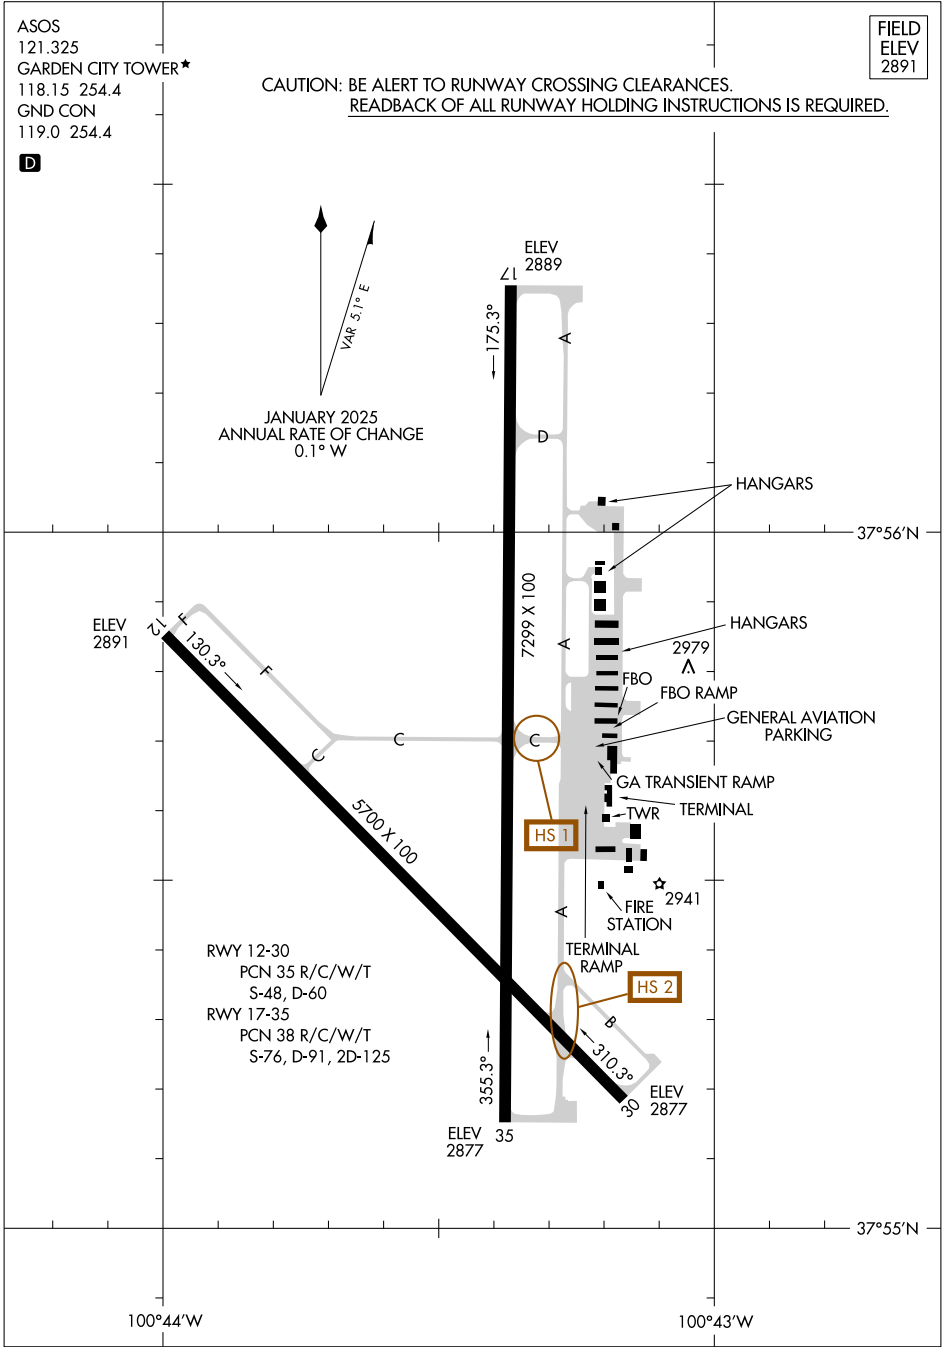 ASOS
121.325
GARDEN CITY TOWER★
118.15 254.4
GND CON
119.0 254.4
D
FIELD
ELEV
2891
CAUTION: BE ALERT TO RUNWAY CROSSING CLEARANCES.
READBACK OF ALL RUNWAY HOLDING INSTRUCTIONS IS REQUIRED.
VAR 5.1° E
JANUARY 2025
ANNUAL RATE OF CHANGE
0.1° W
ELEV
2889
17
175.3°
A
D
HANGARS
37°56'N
7299 X 100
ELEV
2891
12
F
130.3°
F
A
HANGARS
2979
FBO
FBO RAMP
GENERAL AVIATION
PARKING
C
C
C
GA TRANSIENT RAMP
TERMINAL
TWR
HS 1
5700 X 100
2941
FIRE
STATION
A
TERMINAL
RAMP
RWY 12-30
PCN 35 R/C/W/T
S-48, D-60
RWY 17-35
PCN 38 R/C/W/T
S-76, D-91, 2D-125
HS 2
B
310.3°
355.3°
30
ELEV
2877
ELEV
2877
35
37°55'N
100°44'W
100°43'W